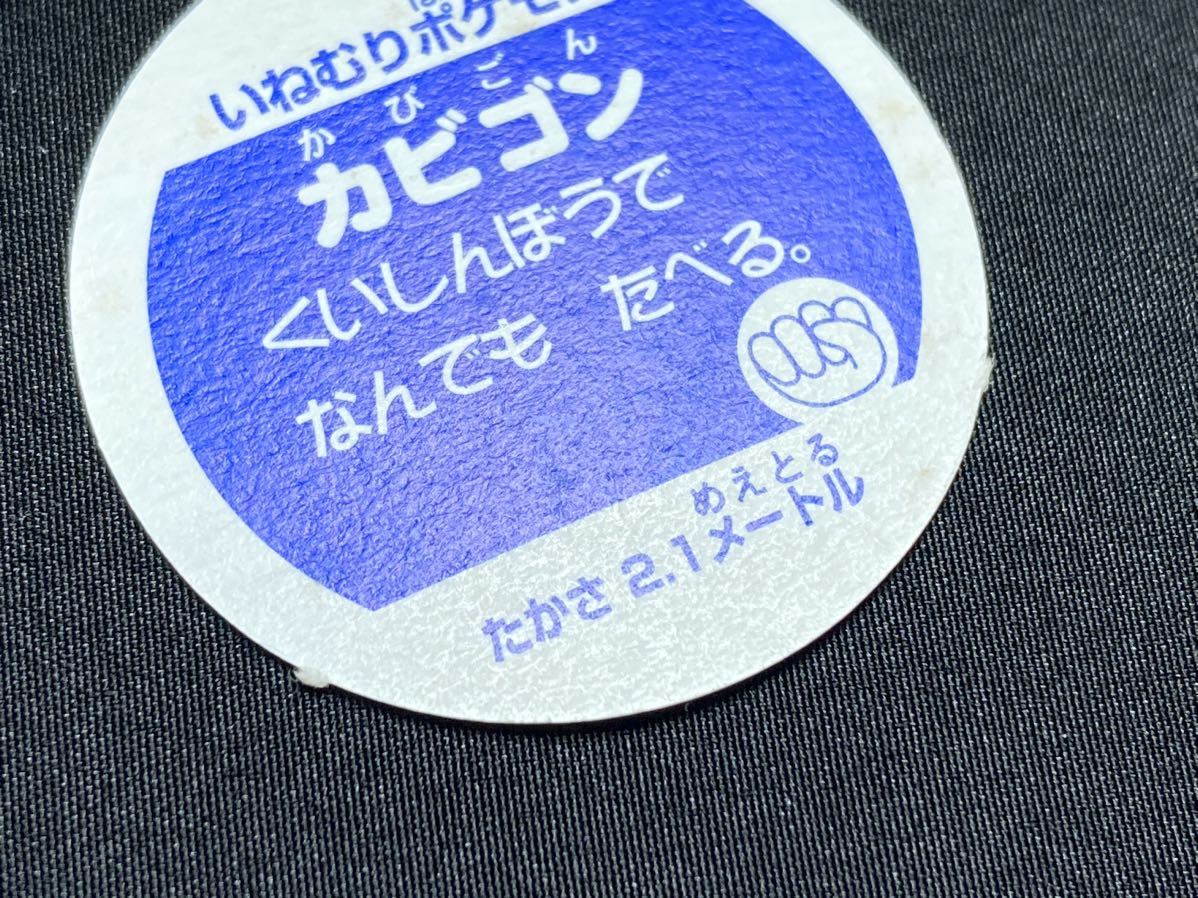 いねむりポケモ
かびごん
カビゴン
くいしんぼうで
なんでも たべる。
めえとる
たかさ 2.1メートル